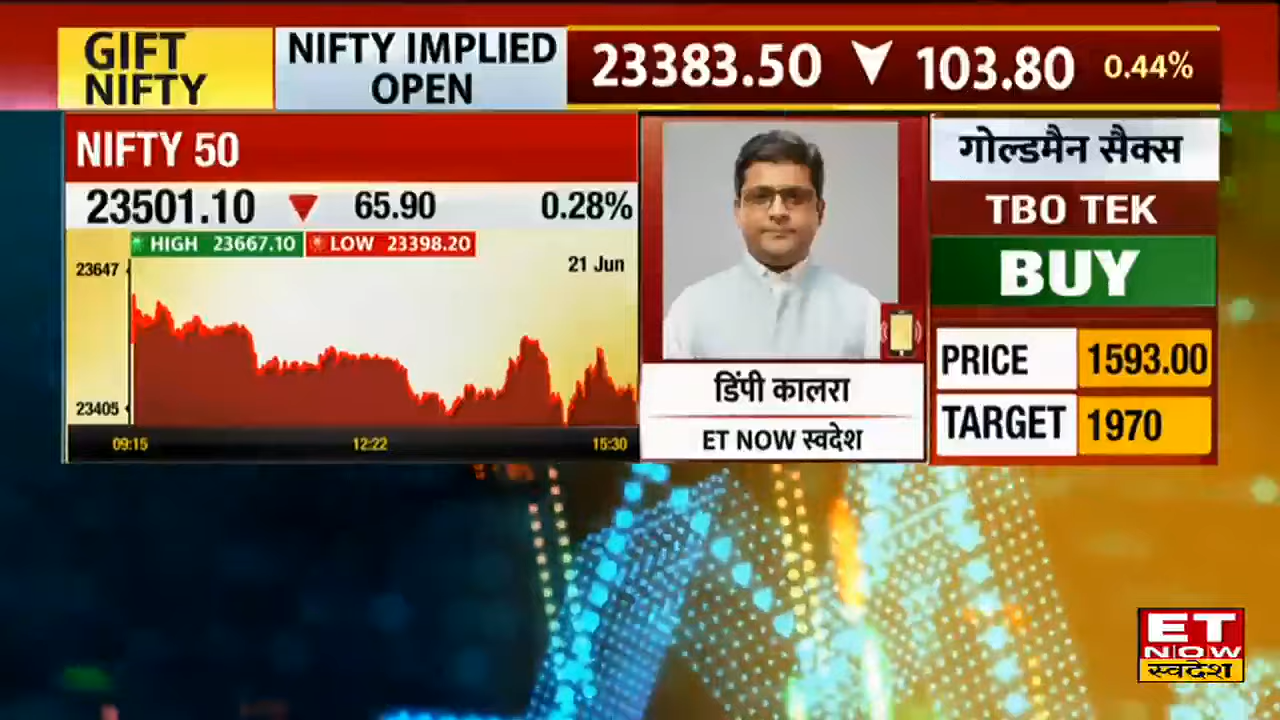 GIFT
NIFTY
NIFTY IMPLIED
OPEN
23383.50 ▼ 103.80 0.44%
NIFTY 50
23501.10 ▼ 65.90 0.28%
HIGH 23667.10 LOW 23398.20
23647
21 Jun
23405
09:15 12:22 15:30
डिंपी कालरा
ET NOW स्वदेश
गोल्डमैन सैक्स
TBO TEK
BUY
PRICE 1593.00
TARGET 1970
ET
NOW
स्वदेश